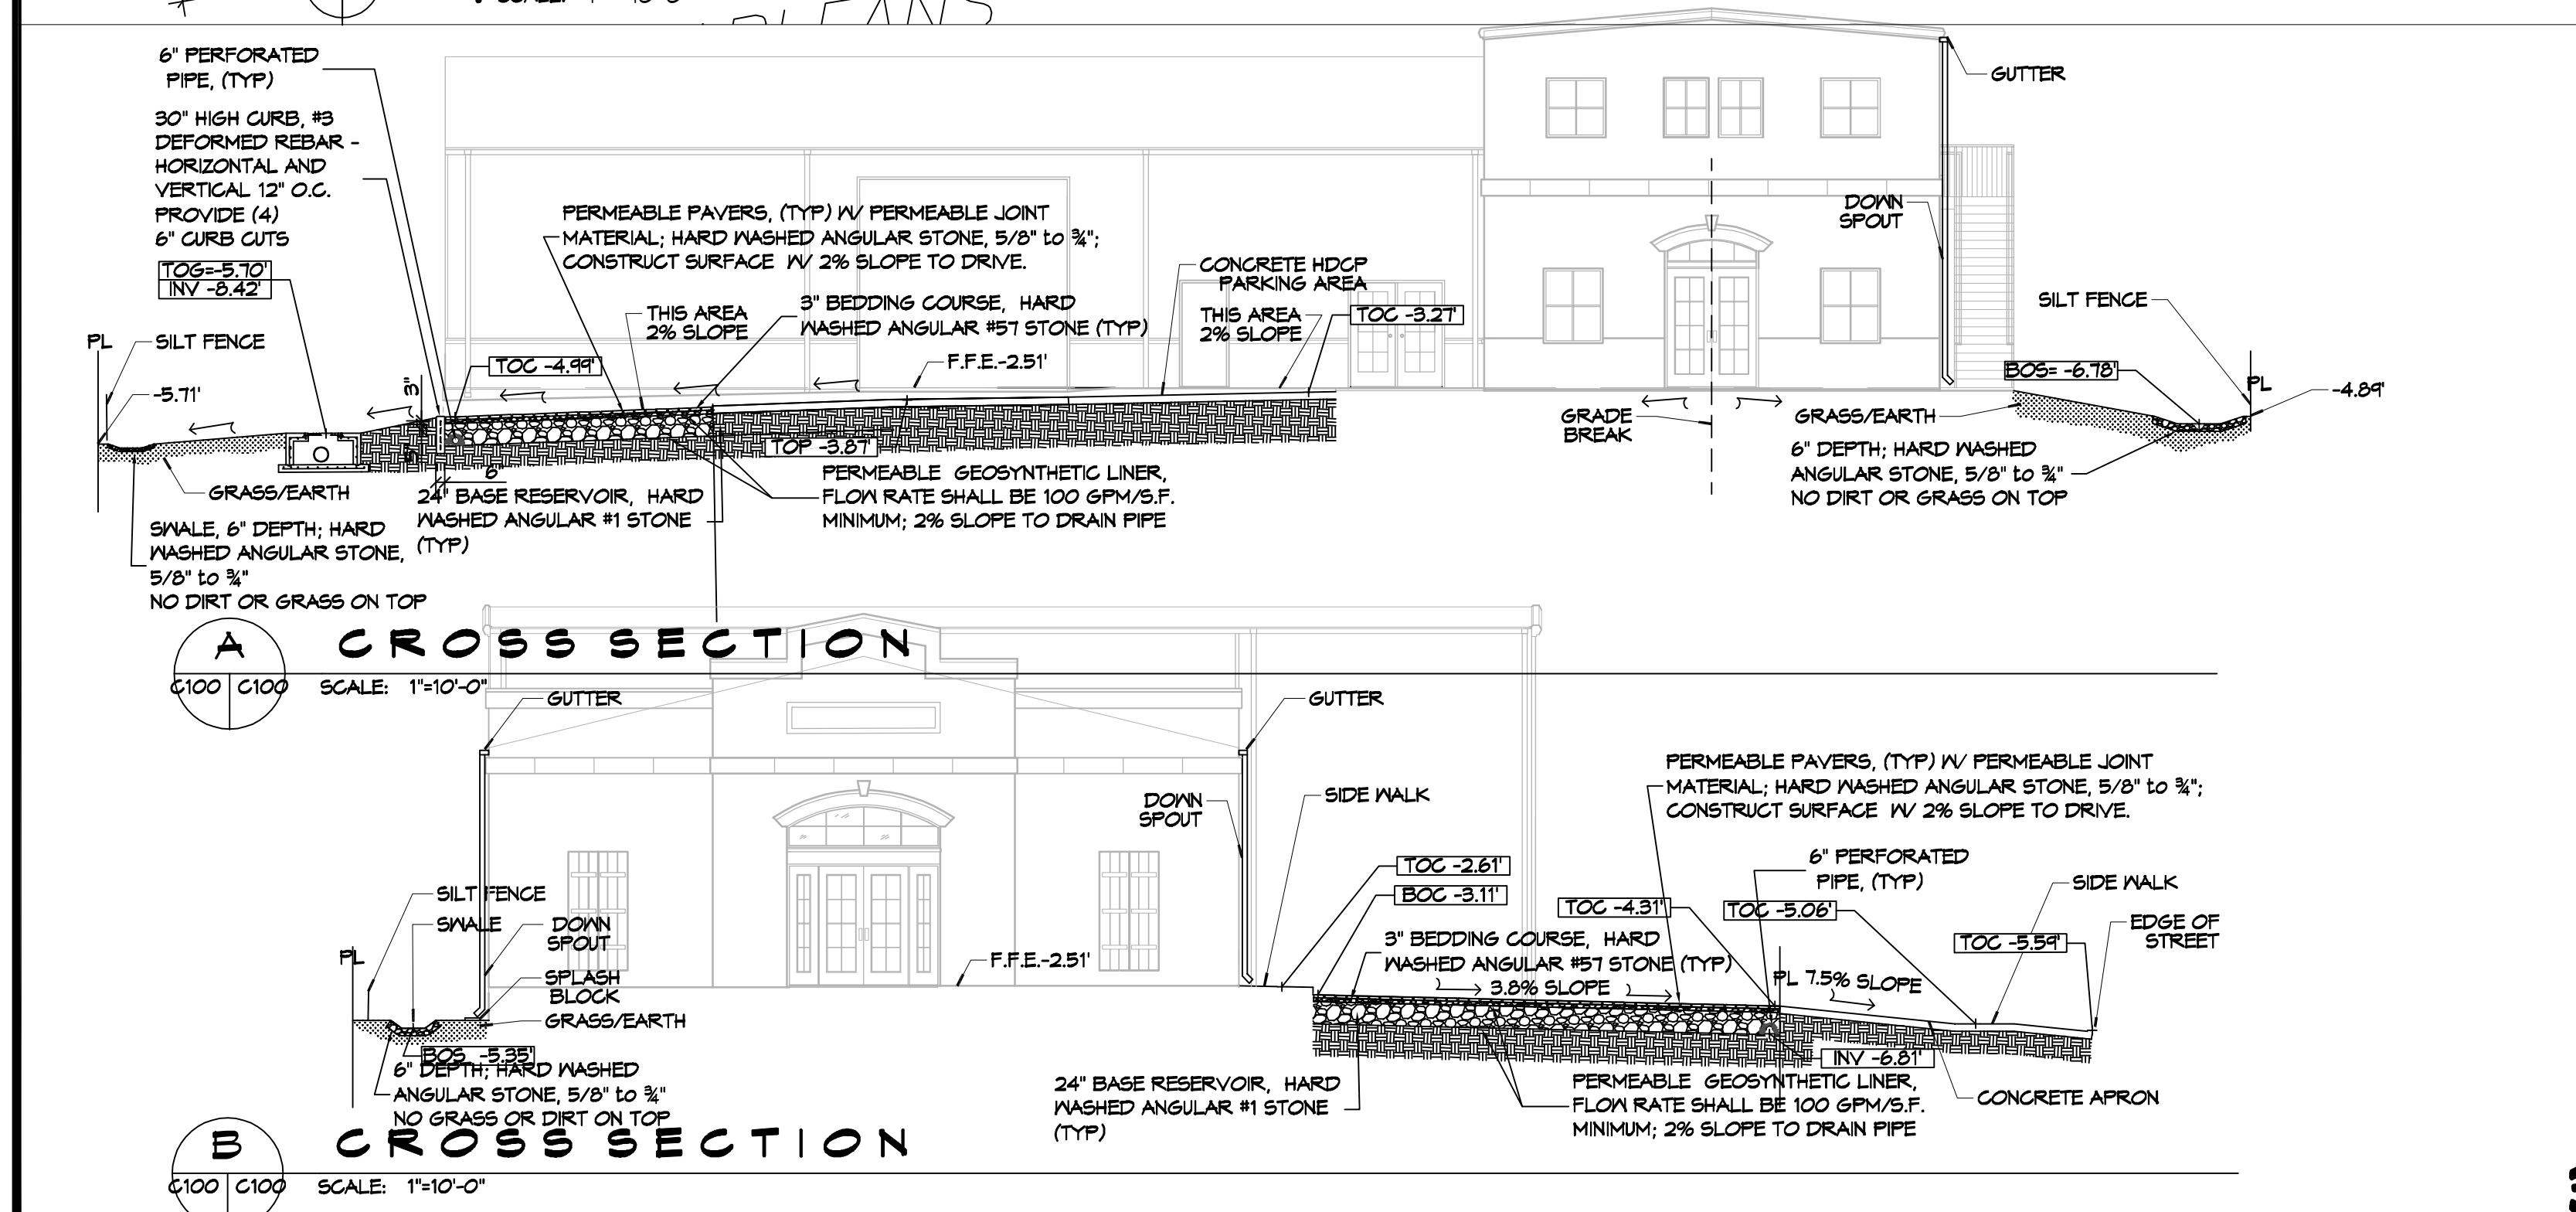 6" PERFORATED
PIPE, (TYP)
30" HIGH CURB, #3
DEFORMED REBAR -
HORIZONTAL AND
VERTICAL 12" O.C.
PROVIDE (4)
6" CURB CUTS
TOG=-5.70'
INV -8.42'
PL
SILT FENCE
-5.71'
GRASS/EARTH
SWALE, 6" DEPTH; HARD
WASHED ANGULAR STONE,
5/8" to ¾"
NO DIRT OR GRASS ON TOP
3"
5"
6"
TOC -4.99'
24" BASE RESERVOIR, HARD
WASHED ANGULAR #1 STONE
(TYP)
PERMEABLE PAVERS, (TYP) W/ PERMEABLE JOINT
MATERIAL; HARD WASHED ANGULAR STONE, 5/8" to ¾";
CONSTRUCT SURFACE W/ 2% SLOPE TO DRIVE.
THIS AREA
2% SLOPE
3" BEDDING COURSE, HARD
WASHED ANGULAR #57 STONE (TYP)
F.F.E.-2.51'
TOP -3.87'
PERMEABLE GEOSYNTHETIC LINER,
FLOW RATE SHALL BE 100 GPM/S.F.
MINIMUM; 2% SLOPE TO DRAIN PIPE
CONCRETE HDCP
PARKING AREA
THIS AREA
2% SLOPE
TOC -3.27'
GUTTER
DOWN
SPOUT
GRADE
BREAK
GRASS/EARTH
SILT FENCE
BOS= -6.78'
PL
-4.89'
6" DEPTH; HARD WASHED
ANGULAR STONE, 5/8" to ¾"
NO DIRT OR GRASS ON TOP
A
CROSS SECTION
C100 C100
SCALE: 1"=10'-0"
GUTTER
GUTTER
DOWN
SPOUT
SIDE WALK
SILT FENCE
SWALE
DOWN
SPOUT
PL
SPLASH
BLOCK
GRASS/EARTH
BOS -5.35'
6" DEPTH; HARD WASHED
ANGULAR STONE, 5/8" to ¾"
NO GRASS OR DIRT ON TOP
F.F.E.-2.51'
TOC -2.61'
BOC -3.11'
PERMEABLE PAVERS, (TYP) W/ PERMEABLE JOINT
MATERIAL; HARD WASHED ANGULAR STONE, 5/8" to ¾";
CONSTRUCT SURFACE W/ 2% SLOPE TO DRIVE.
6" PERFORATED
PIPE, (TYP)
SIDE WALK
TOC -4.31'
TOC -5.06'
EDGE OF
STREET
TOC -5.59'
3" BEDDING COURSE, HARD
WASHED ANGULAR #57 STONE (TYP)
3.8% SLOPE
PL 7.5% SLOPE
INV -6.81'
24" BASE RESERVOIR, HARD
WASHED ANGULAR #1 STONE
(TYP)
PERMEABLE GEOSYNTHETIC LINER,
FLOW RATE SHALL BE 100 GPM/S.F.
MINIMUM; 2% SLOPE TO DRAIN PIPE
CONCRETE APRON
B
CROSS SECTION
C100 C100
SCALE: 1"=10'-0"